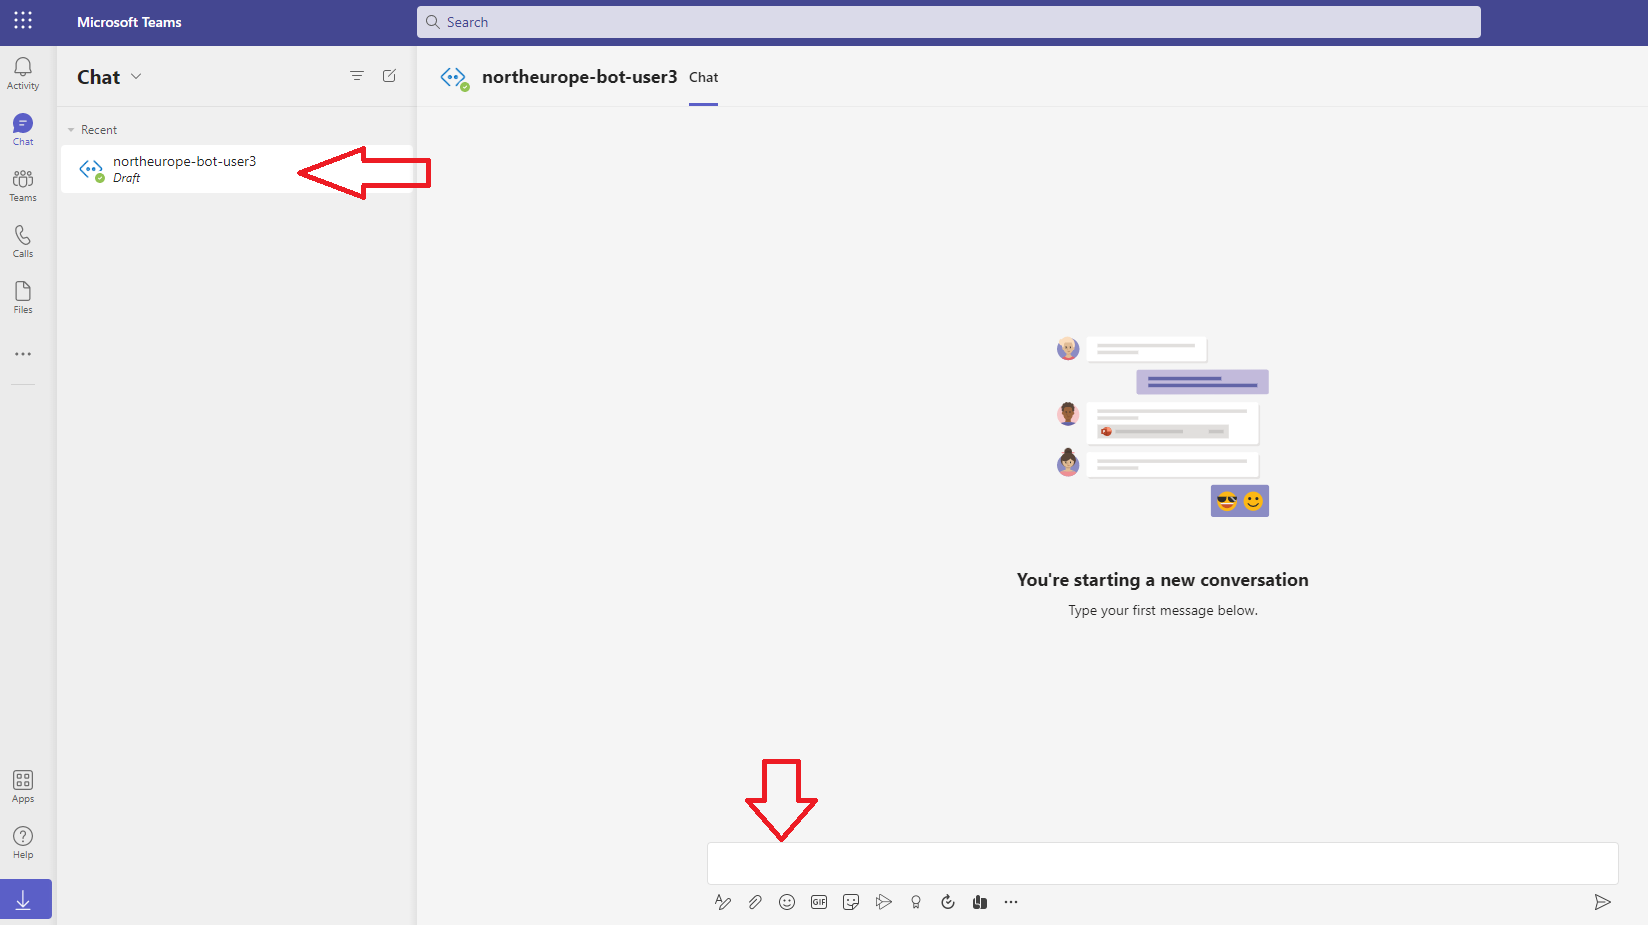 Microsoft Teams
Search
Activity
Chat
Teams
Calls
Files
Apps
Help
Chat
Recent
northeurope-bot-user3
Draft
northeurope-bot-user3 Chat
You're starting a new conversation
Type your first message below.
GIF